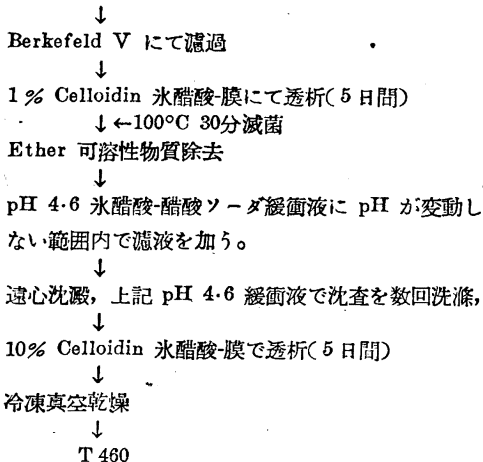 ↓
Berkefeld V にて濾過
↓
1% Celloidin 氷醋酸-膜にて透析(5日間)
↓←100°C 30分滅菌
Ether 可溶性物質除去
↓
pH 4·6 氷醋酸-醋酸ソーダ緩衝液に pH が変動し
ない範囲内で濾液を加う。
↓
遠心沈澱,上記 pH 4·6 緩衝液で沈査を数回洗滌,
↓
10% Celloidin 氷醋酸-膜で透析(5日間)
↓
冷凍真空乾燥
↓
T 460